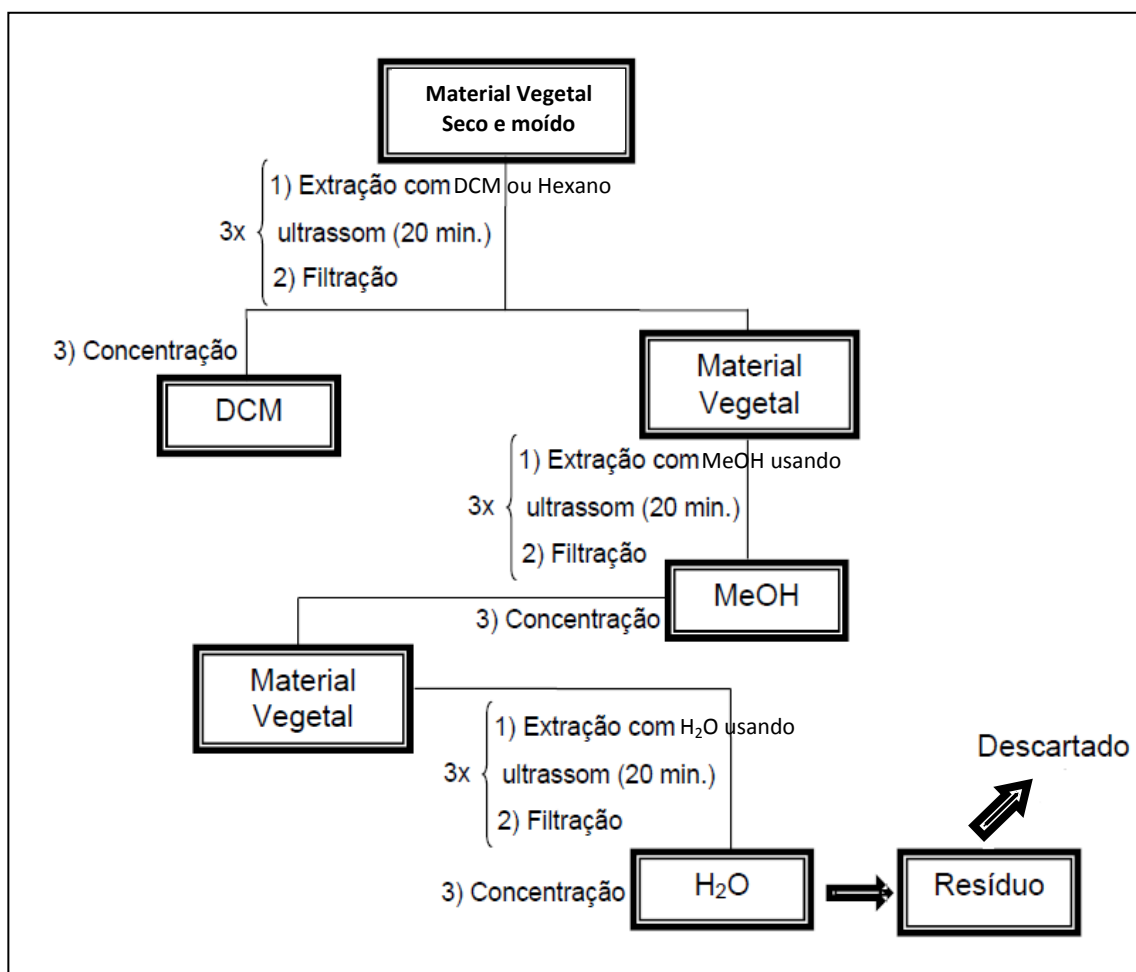 Material Vegetal
Seco e moído
1) Extração com DCM ou Hexano
3x
ultrassom (20 min.)
2) Filtração
3) Concentração
DCM
Material
Vegetal
1) Extração com MeOH usando
3x
ultrassom (20 min.)
2) Filtração
MeOH
3) Concentração
Material
Vegetal
1) Extração com H₂O usando
3x
ultrassom (20 min.)
2) Filtração
Descartado
3) Concentração
H₂O
Resíduo